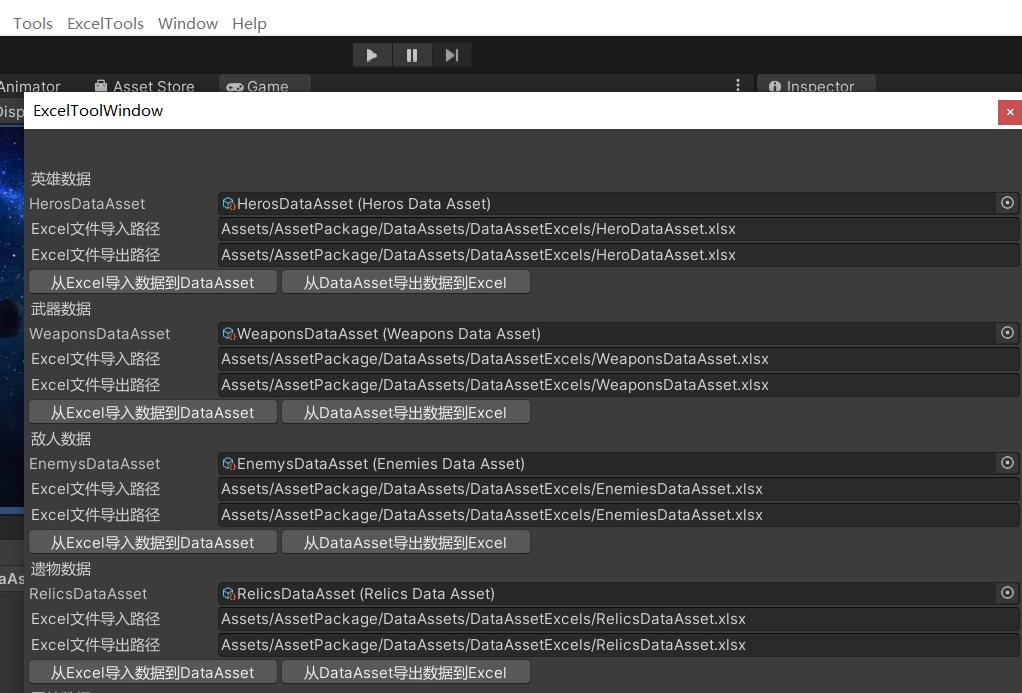 Tools ExcelTools Window Help
Animator Asset Store Game Inspector
Disp
ExcelToolWindow
英雄数据
HerosDataAsset HerosDataAsset (Heros Data Asset)
Excel文件导入路径 Assets/AssetPackage/DataAssets/DataAssetExcels/HeroDataAsset.xlsx
Excel文件导出路径 Assets/AssetPackage/DataAssets/DataAssetExcels/HeroDataAsset.xlsx
从Excel导入数据到DataAsset 从DataAsset导出数据到Excel
武器数据
WeaponsDataAsset WeaponsDataAsset (Weapons Data Asset)
Excel文件导入路径 Assets/AssetPackage/DataAssets/DataAssetExcels/WeaponsDataAsset.xlsx
Excel文件导出路径 Assets/AssetPackage/DataAssets/DataAssetExcels/WeaponsDataAsset.xlsx
从Excel导入数据到DataAsset 从DataAsset导出数据到Excel
敌人数据
EnemysDataAsset EnemysDataAsset (Enemies Data Asset)
Excel文件导入路径 Assets/AssetPackage/DataAssets/DataAssetExcels/EnemiesDataAsset.xlsx
Excel文件导出路径 Assets/AssetPackage/DataAssets/DataAssetExcels/EnemiesDataAsset.xlsx
从Excel导入数据到DataAsset 从DataAsset导出数据到Excel
遗物数据
aAs
RelicsDataAsset RelicsDataAsset (Relics Data Asset)
Excel文件导入路径 Assets/AssetPackage/DataAssets/DataAssetExcels/RelicsDataAsset.xlsx
Excel文件导出路径 Assets/AssetPackage/DataAssets/DataAssetExcels/RelicsDataAsset.xlsx
从Excel导入数据到DataAsset 从DataAsset导出数据到Excel